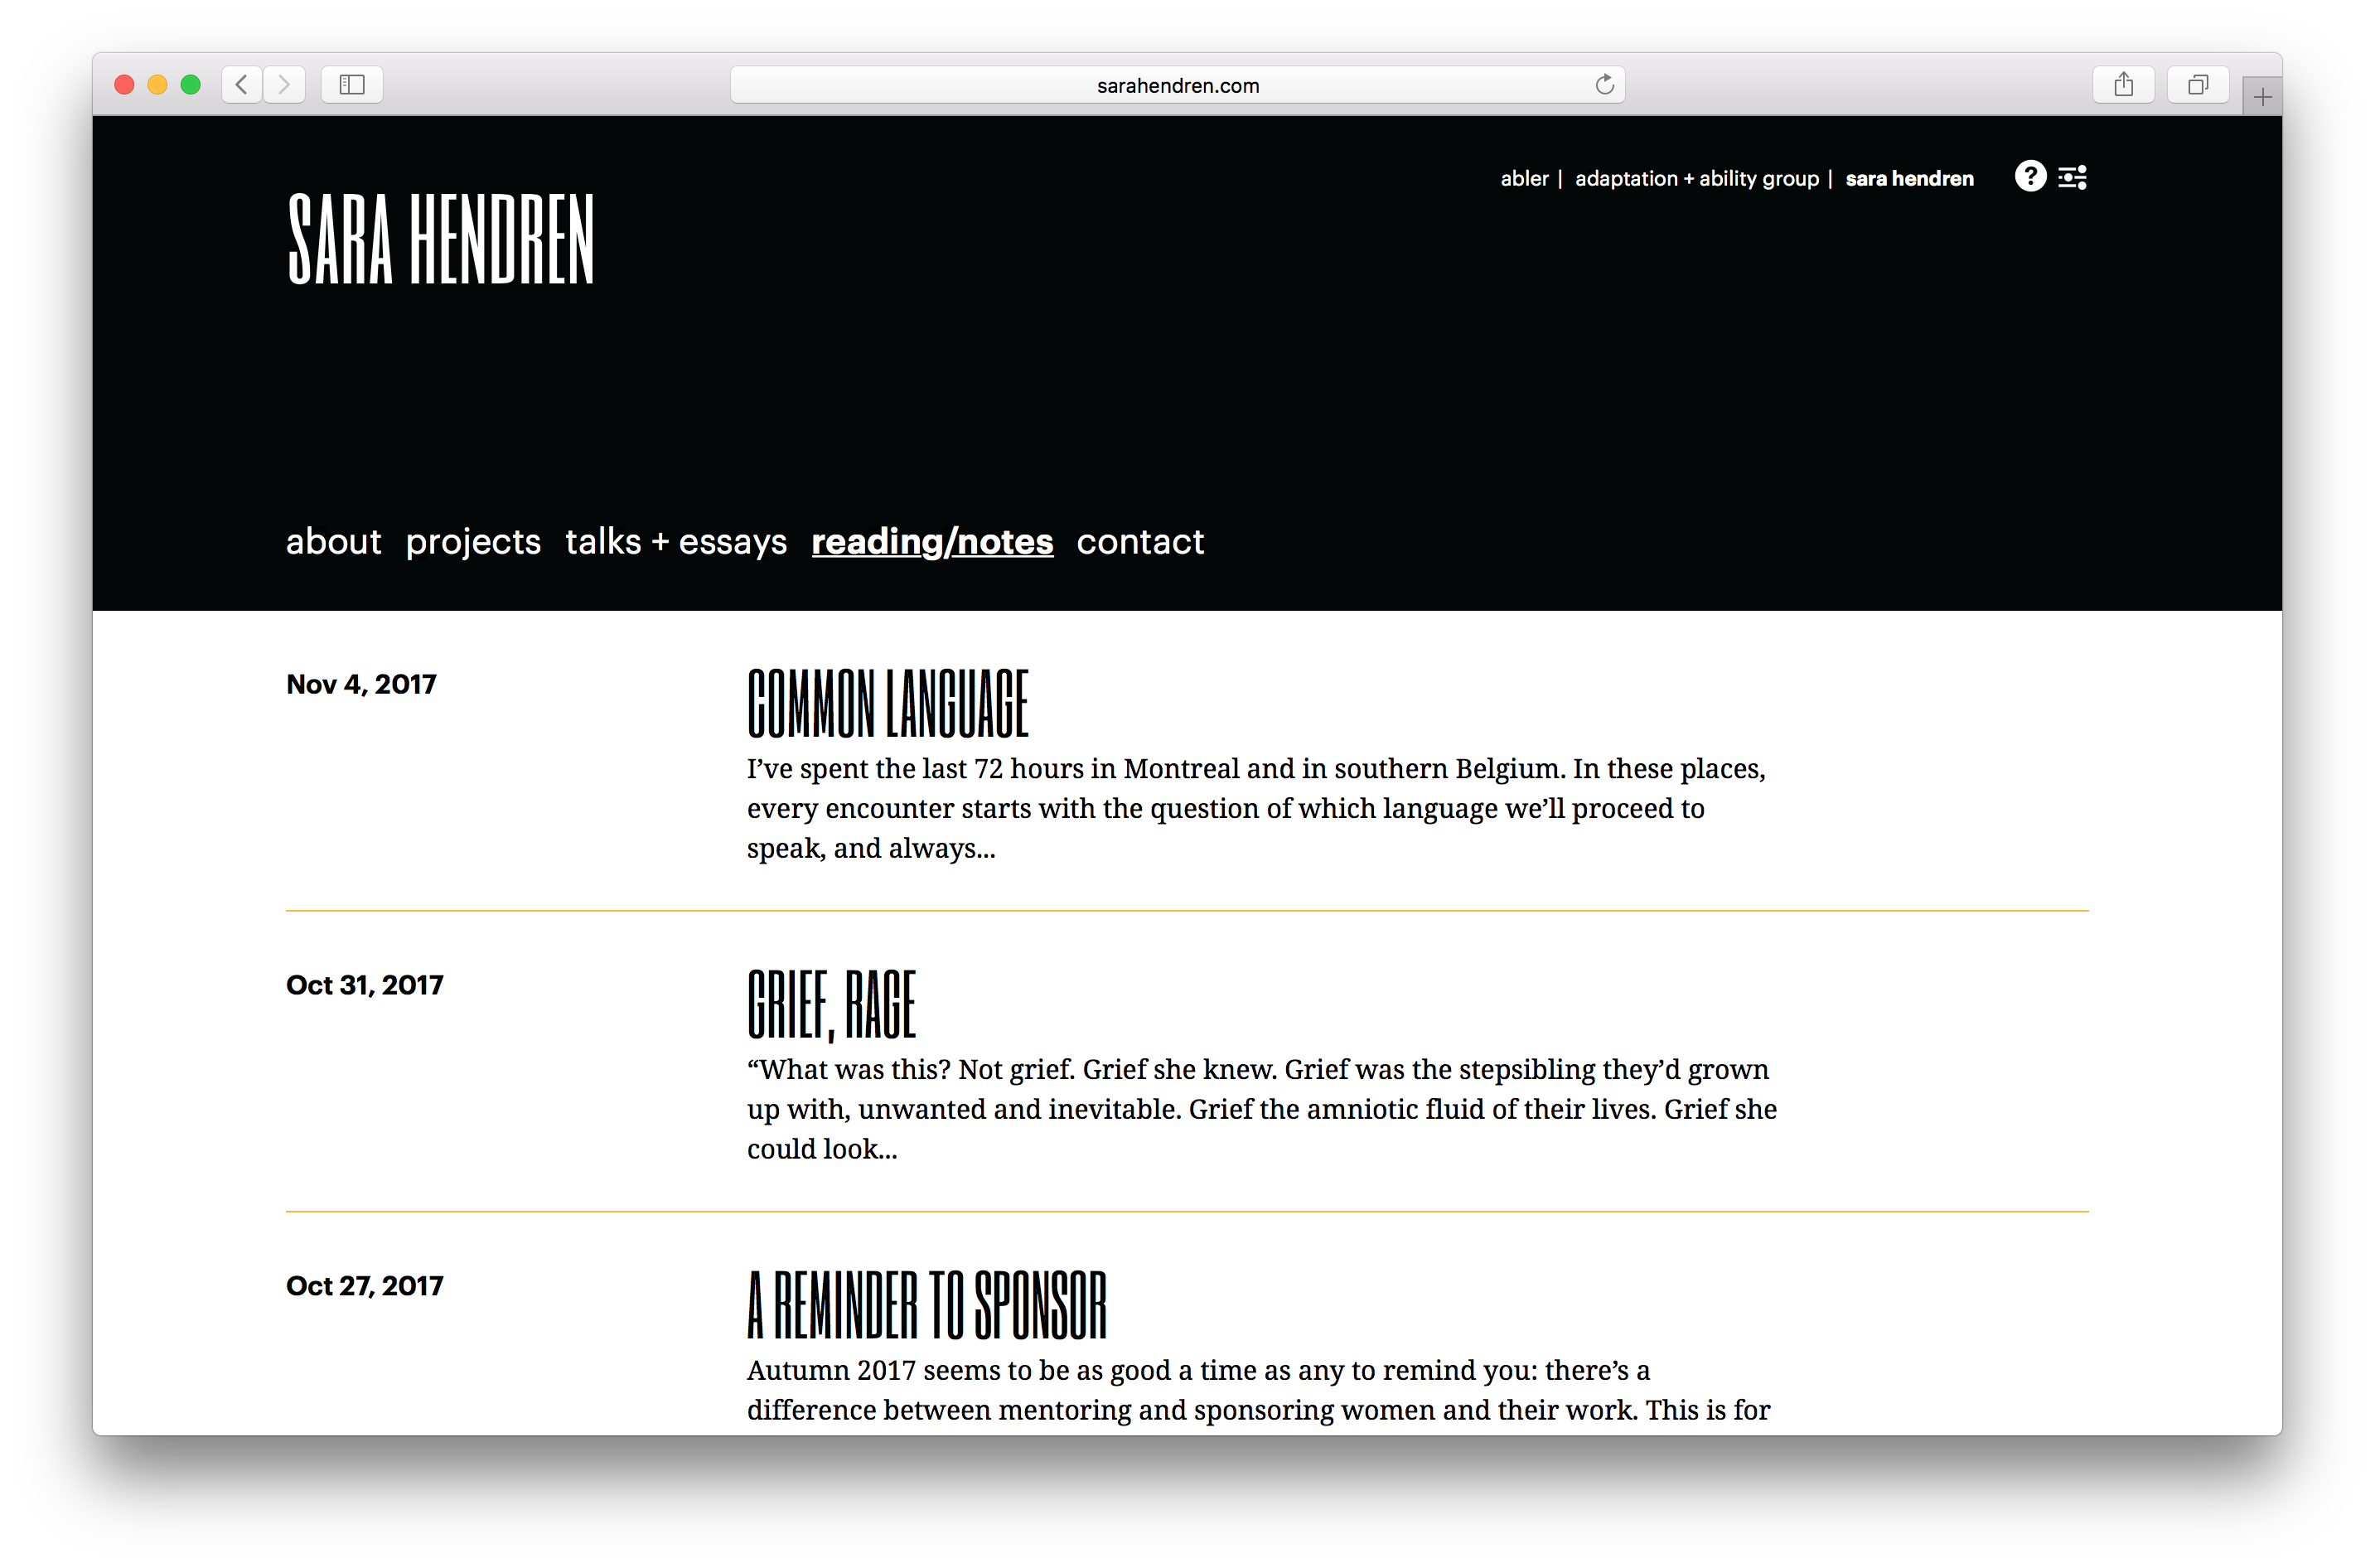 sarahendren.com
abler | adaptation + ability group | sara hendren ?
SARA HENDREN
about projects talks + essays reading/notes contact
Nov 4, 2017
COMMON LANGUAGE
I’ve spent the last 72 hours in Montreal and in southern Belgium. In these places,
every encounter starts with the question of which language we’ll proceed to
speak, and always...
Oct 31, 2017
GRIEF, RAGE
“What was this? Not grief. Grief she knew. Grief was the stepsibling they’d grown
up with, unwanted and inevitable. Grief the amniotic fluid of their lives. Grief she
could look...
Oct 27, 2017
A REMINDER TO SPONSOR
Autumn 2017 seems to be as good a time as any to remind you: there’s a
difference between mentoring and sponsoring women and their work. This is for